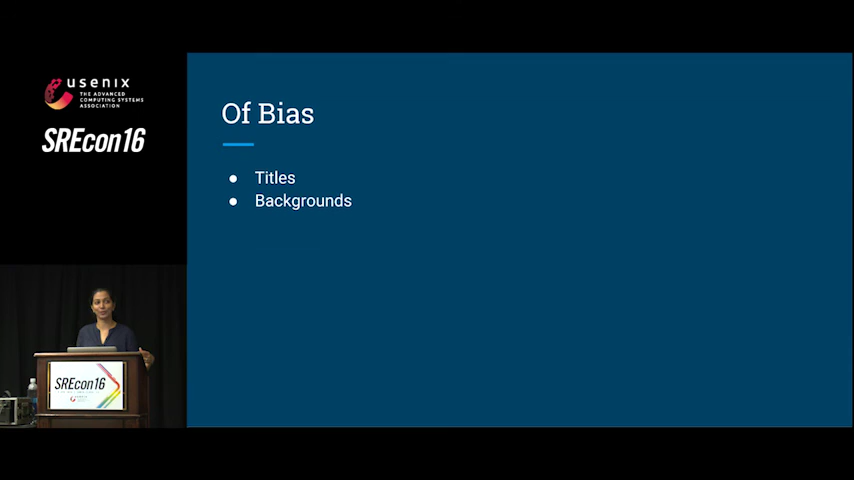 usenix
THE ADVANCED
COMPUTING SYSTEMS
ASSOCIATION
SREcon16
Of Bias
● Titles
● Backgrounds
SREcon16